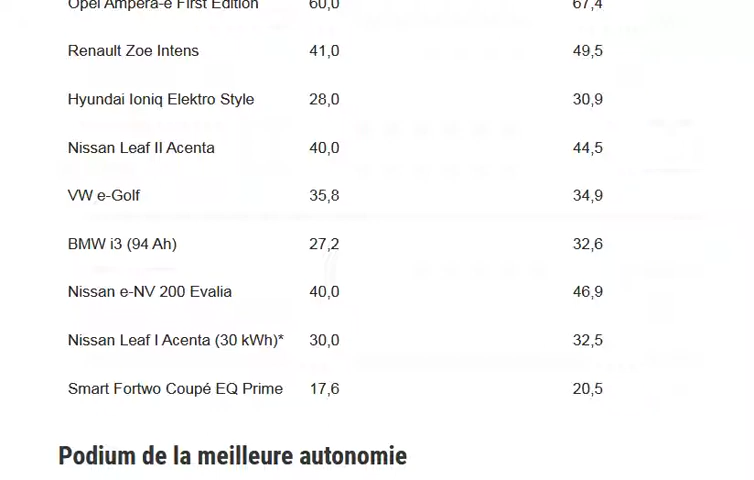 Opel Ampera-e First Edition 60,0 67,4
Renault Zoe Intens 41,0 49,5
Hyundai Ioniq Elektro Style 28,0 30,9
Nissan Leaf II Acenta 40,0 44,5
VW e-Golf 35,8 34,9
BMW i3 (94 Ah) 27,2 32,6
Nissan e-NV 200 Evalia 40,0 46,9
Nissan Leaf I Acenta (30 kWh)* 30,0 32,5
Smart Fortwo Coupé EQ Prime 17,6 20,5
Podium de la meilleure autonomie